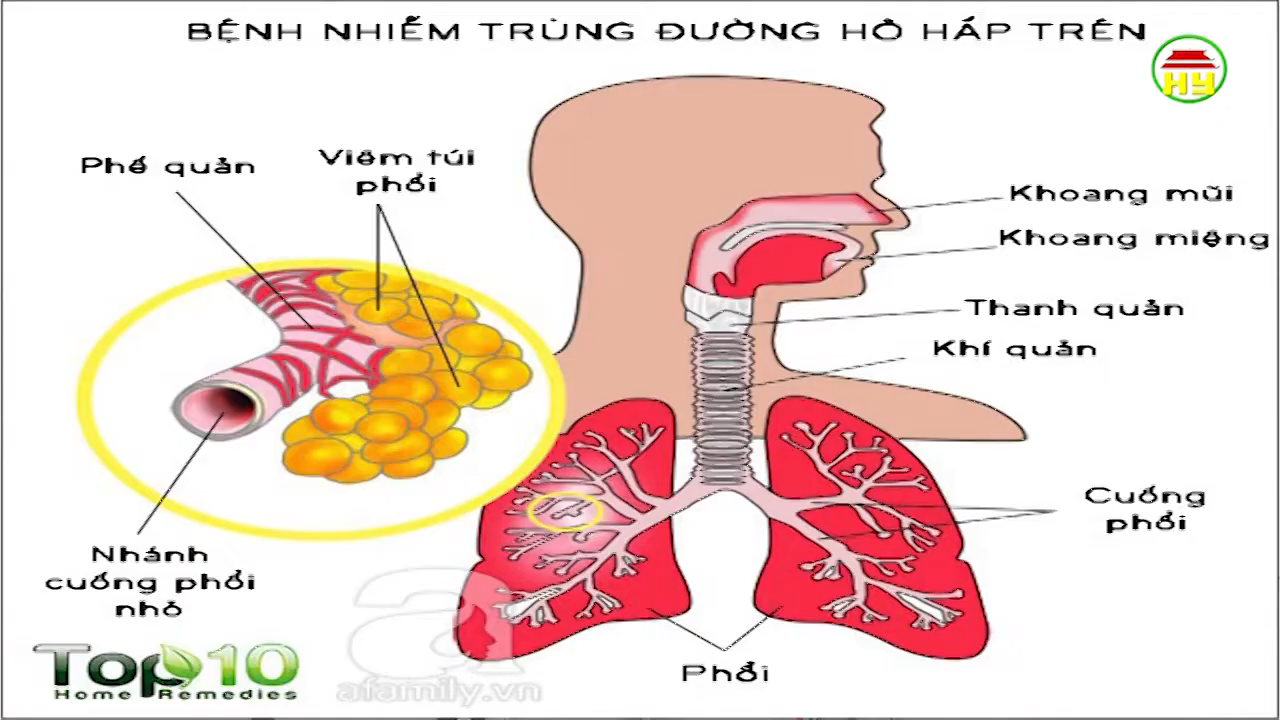 BỆNH NHIỄM TRÙNG ĐƯỜNG HÔ HẤP TRÊN
HY
Phế quản
Viêm túi
phổi
Khoang mũi
Khoang miệng
Thanh quản
Khí quản
Cuống
phổi
Nhánh
cuống phổi
nhỏ
Phổi
Top10
Home Remedies
a
afamily.vn